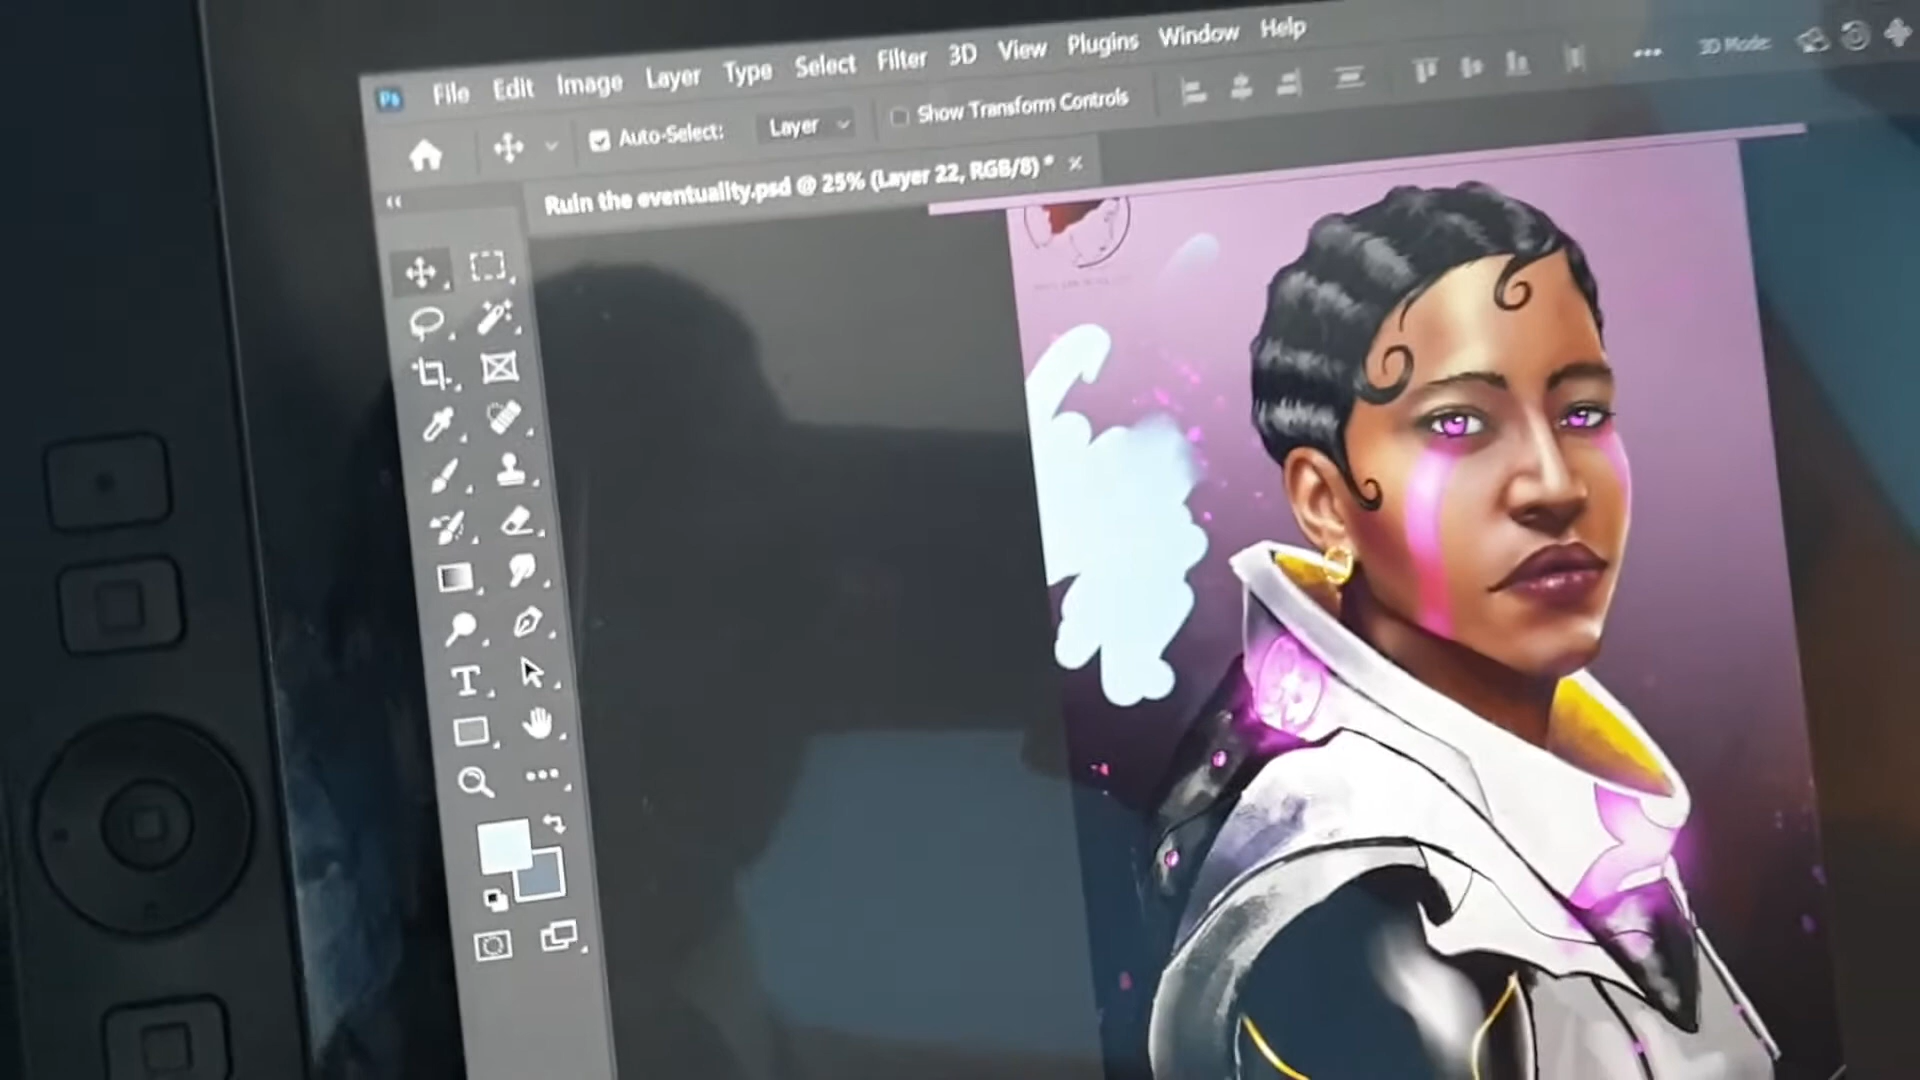 Ps File Edit Image Layer Type Select Filter 3D View Plugins Window Help
Auto-Select: Layer Show Transform Controls ••• 3D Mode:
Ruin the eventuality.psd @ 25% (Layer 22, RGB/8) * ×
T